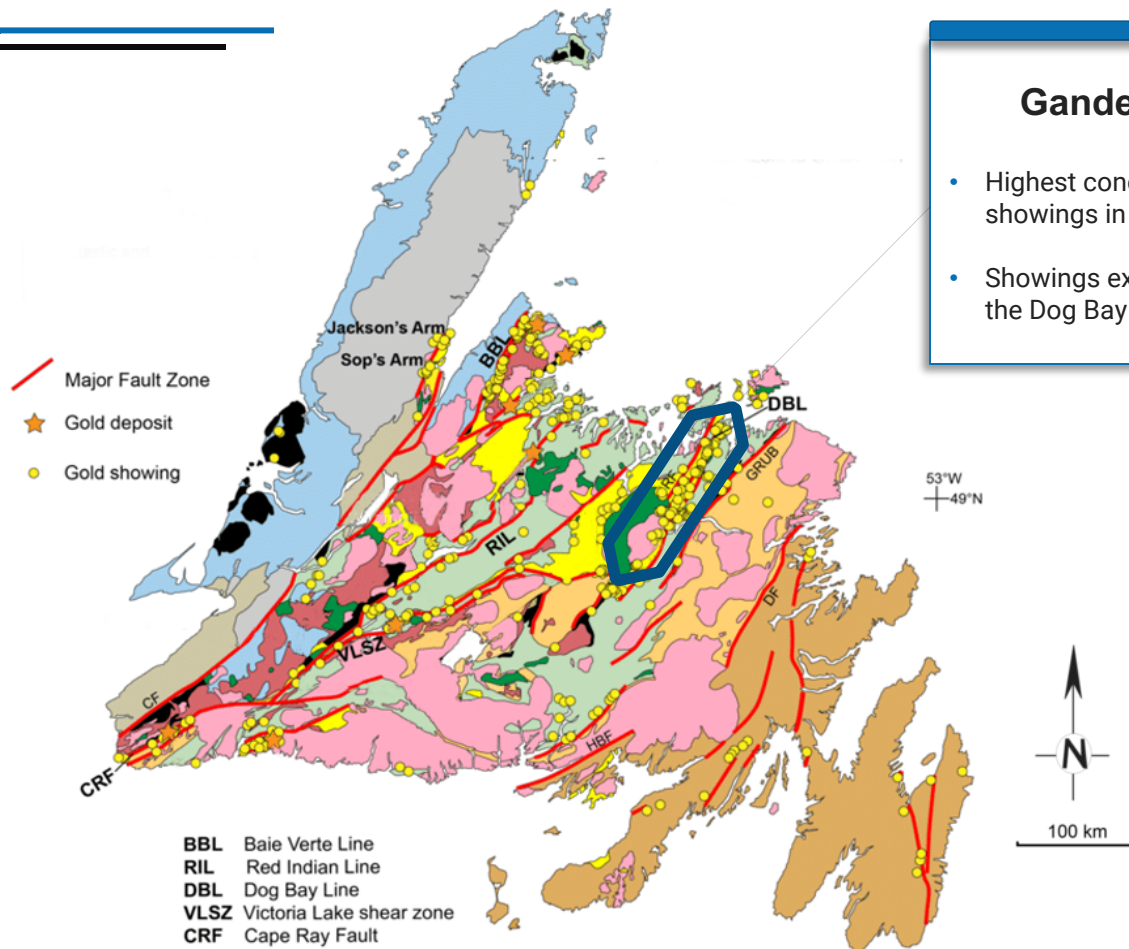 Gande
• Highest conc
showings in
• Showings ex
the Dog Bay
Jackson's Arm
Sop's Arm
BBL
Major Fault Zone
Gold deposit
Gold showing
DBL
GRUB
53°W
49°N
RIL
DF
VLSZ
CF
HBF
CRF
N
100 km
BBL Baie Verte Line
RIL Red Indian Line
DBL Dog Bay Line
VLSZ Victoria Lake shear zone
CRF Cape Ray Fault